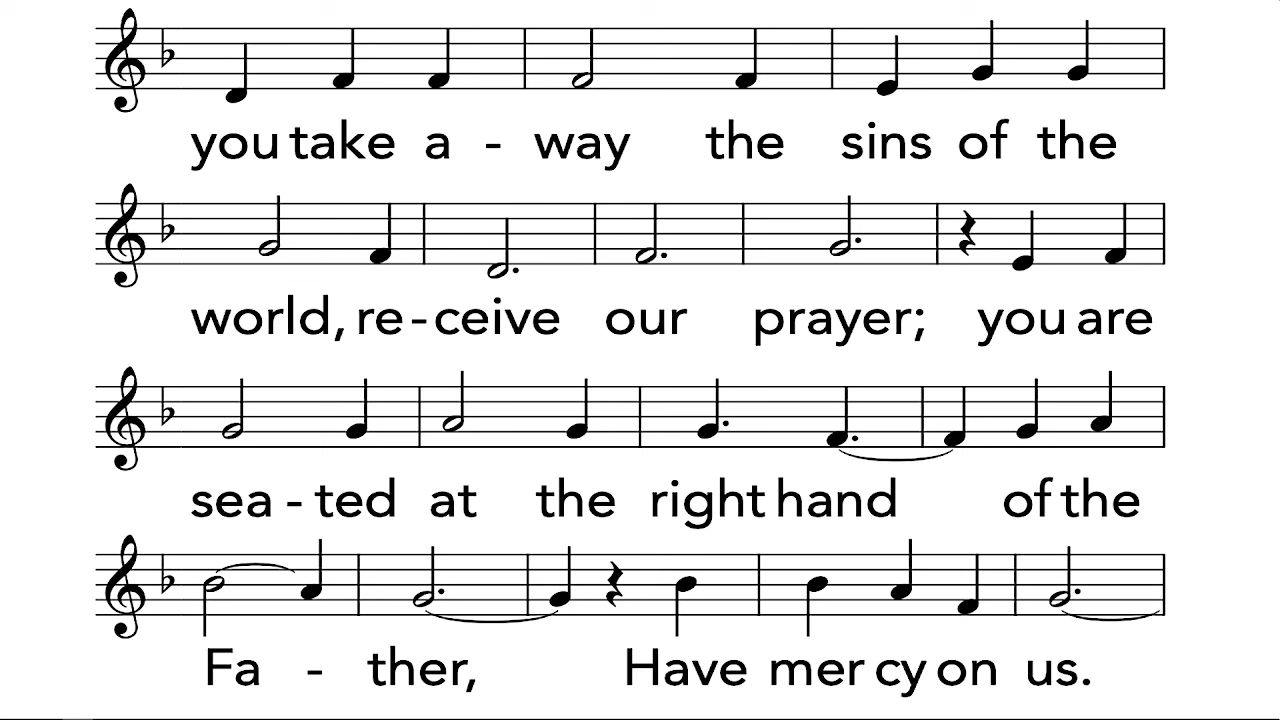 you take a - way the sins of the
world, re - ceive our prayer; you are
sea - ted at the right hand of the
Fa - ther, Have mer cy on us.